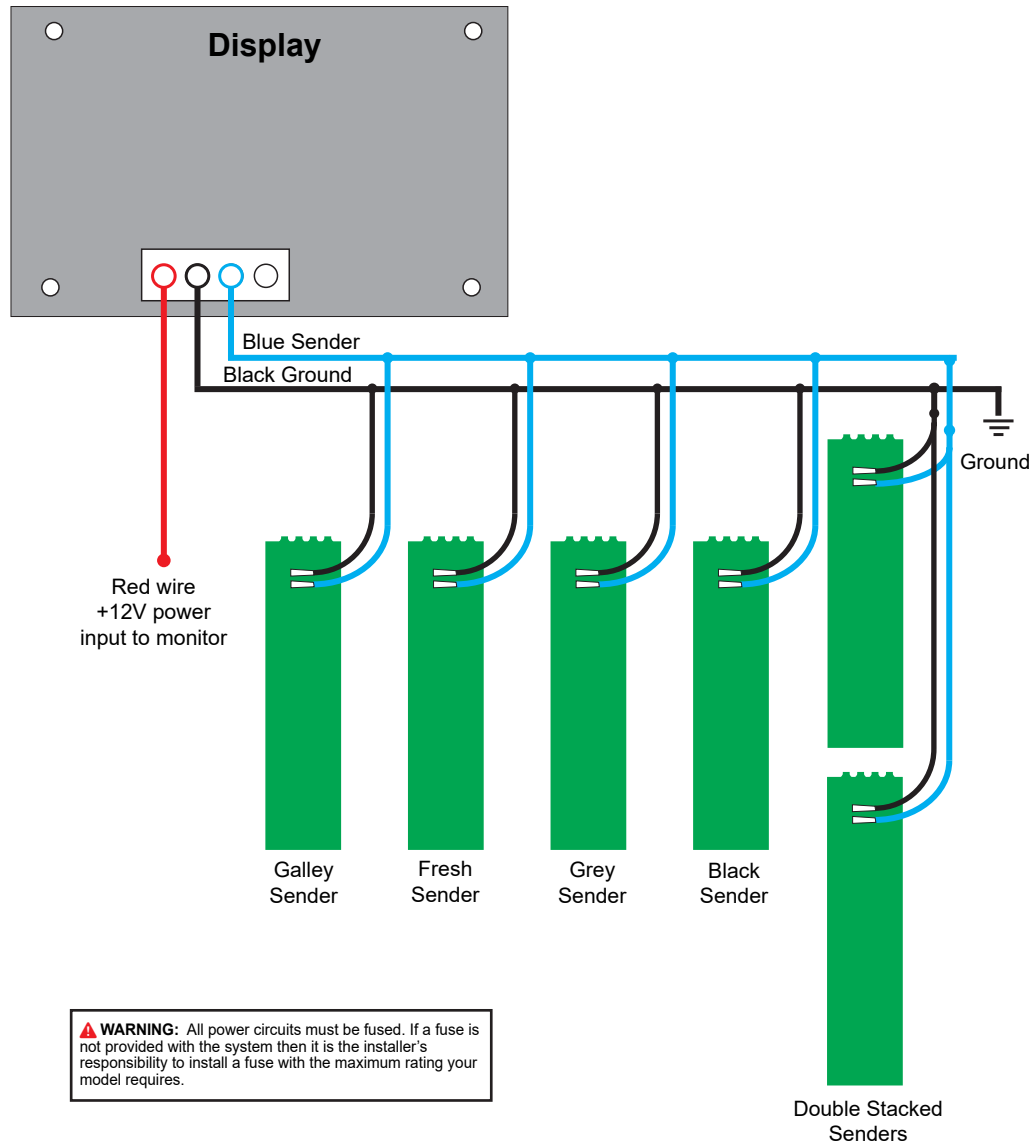 Display
Blue Sender
Black Ground
Ground
Red wire
+12V power
input to monitor
Galley
Sender
Fresh
Sender
Grey
Sender
Black
Sender
WARNING: All power circuits must be fused. If a fuse is
not provided with the system then it is the installer’s
responsibility to install a fuse with the maximum rating your
model requires.
Double Stacked
Senders